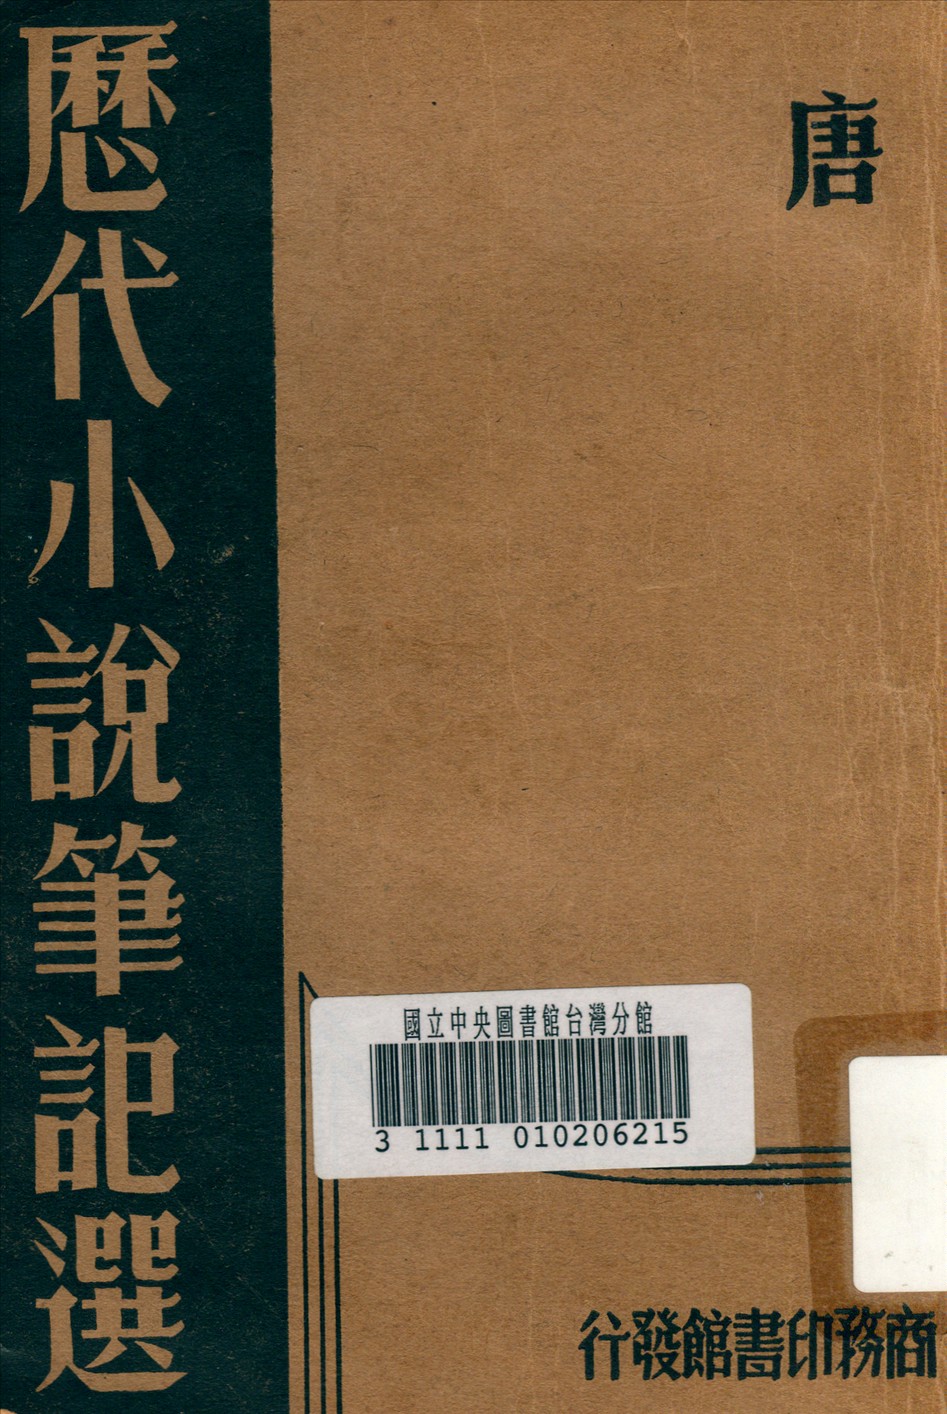 唐
歷代小說筆記選
國立中央圖書館台灣分館
3 1111 010206215
商務印書館發行